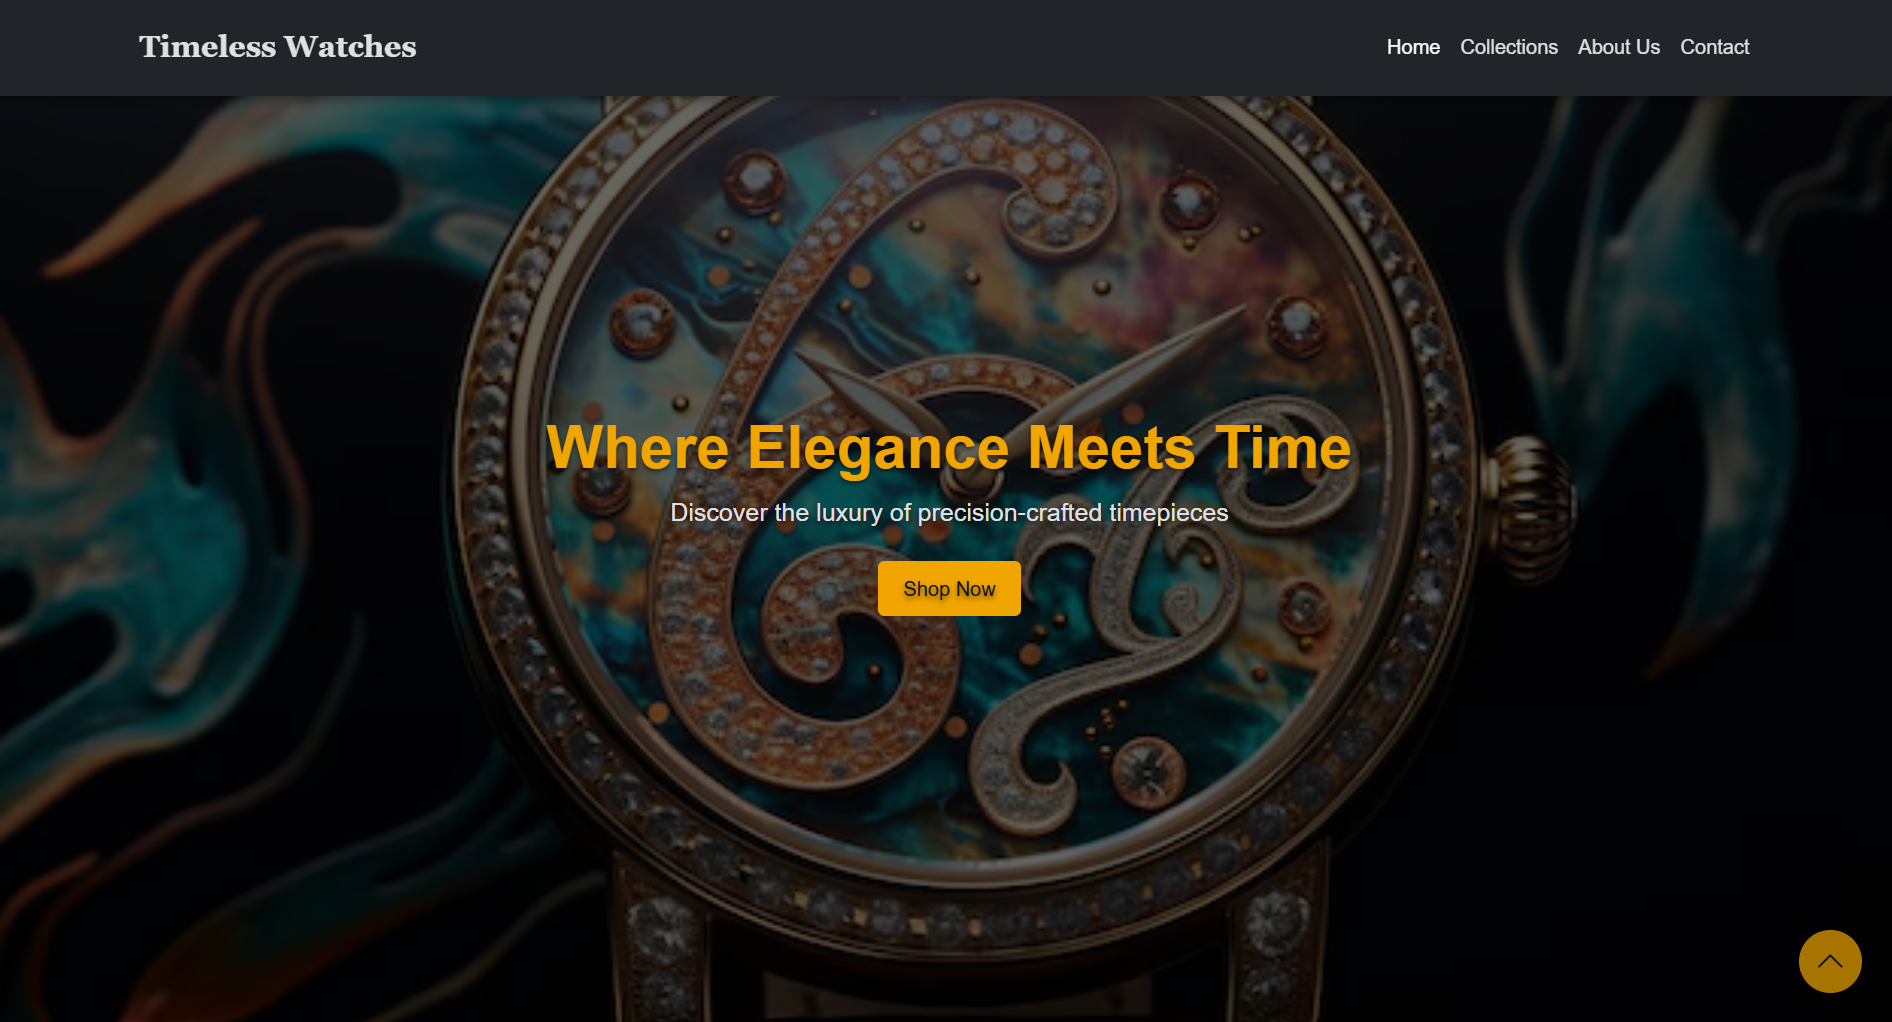 Timeless Watches
Home Collections About Us Contact
Where Elegance Meets Time
Discover the luxury of precision-crafted timepieces
Shop Now